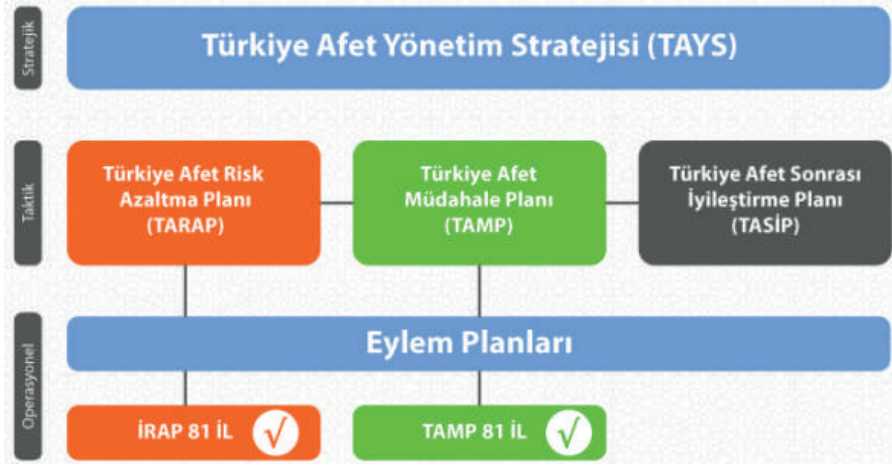 Stratejik
Türkiye Afet Yönetim Stratejisi (TAYS)
Taktik
Türkiye Afet Risk
Azaltma Planı
(TARAP)
Türkiye Afet
Müdahale Planı
(TAMP)
Türkiye Afet Sonrası
İyileştirme Planı
(TASİP)
Operasyonel
Eylem Planları
İRAP 81 İL √
TAMP 81 İL √